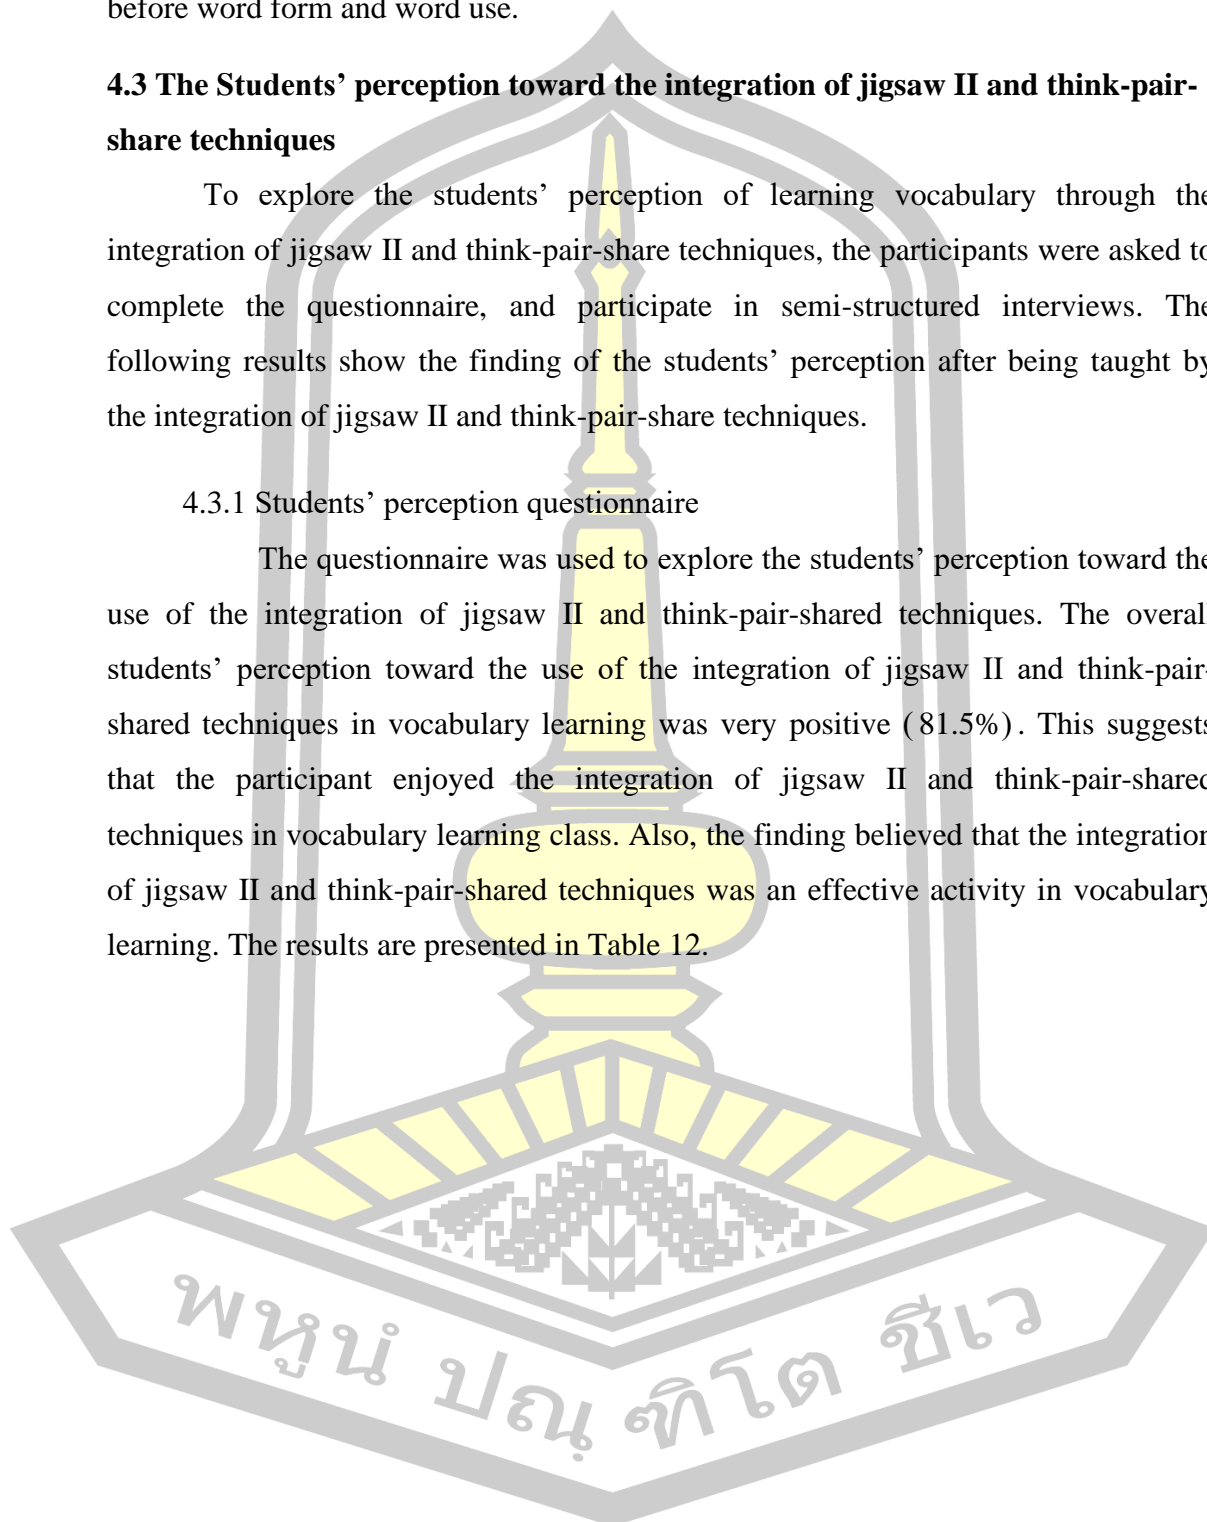 before word form and word use.
4.3 The Students’ perception toward the integration of jigsaw II and think-pair-
share techniques
To explore the students’ perception of learning vocabulary through the
integration of jigsaw II and think-pair-share techniques, the participants were asked to
complete the questionnaire, and participate in semi-structured interviews. The
following results show the finding of the students’ perception after being taught by
the integration of jigsaw II and think-pair-share techniques.
4.3.1 Students’ perception questionnaire
The questionnaire was used to explore the students’ perception toward the
use of the integration of jigsaw II and think-pair-shared techniques. The overall
students’ perception toward the use of the integration of jigsaw II and think-pair-
shared techniques in vocabulary learning was very positive (81.5%). This suggests
that the participant enjoyed the integration of jigsaw II and think-pair-shared
techniques in vocabulary learning class. Also, the finding believed that the integration
of jigsaw II and think-pair-shared techniques was an effective activity in vocabulary
learning. The results are presented in Table 12.
พหูนํ ปณฺฑิโต ชีเว